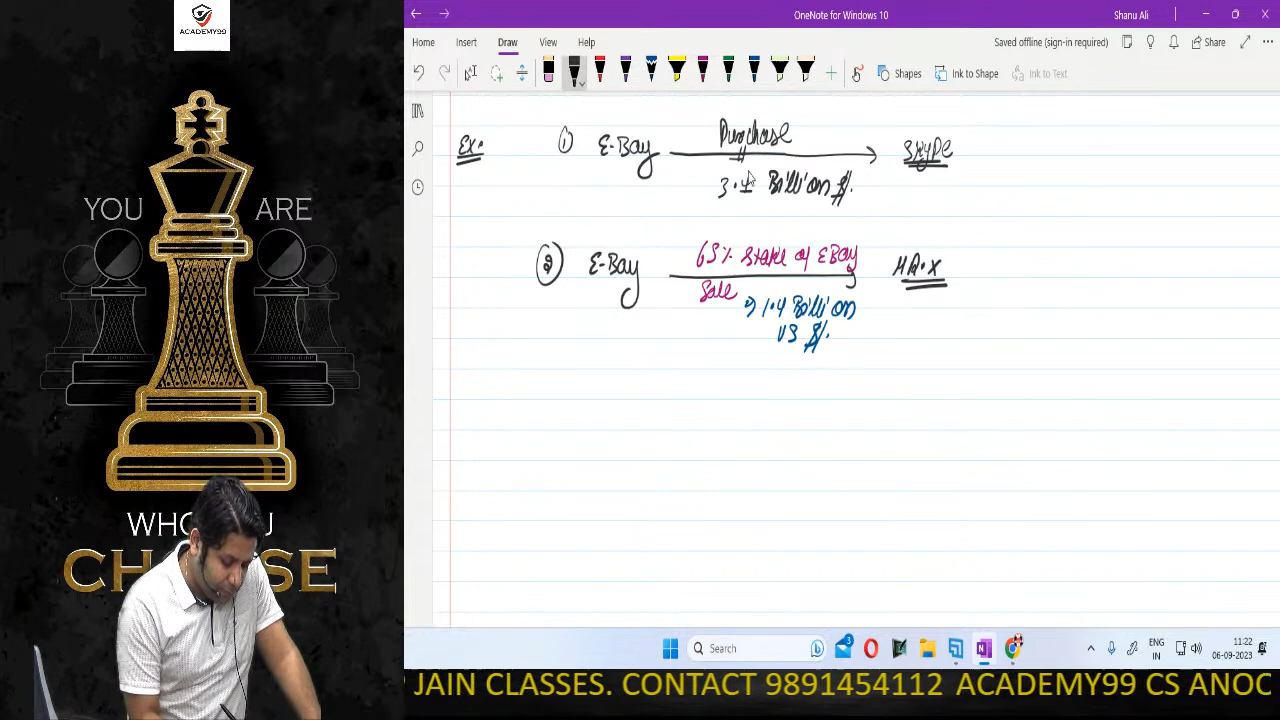 ACADEMY99
OneNote for Windows 10
Shanu Ali
Home Insert Draw View Help
Saved offline (sign-in required)
Share
Shapes
Ink to Shape
Ink to Text
Ex:
① E-Bay Purchase SKYPE
Billion $.
② E-Bay 65% Stake of EBay
Sale
⇒ 1.4 Billion
US $.
YOU ARE
WHO
Search
3
ENG
IN
11:22
06-09-2023
JAIN CLASSES. CONTACT 9891454112 ACADEMY99 CS ANOC